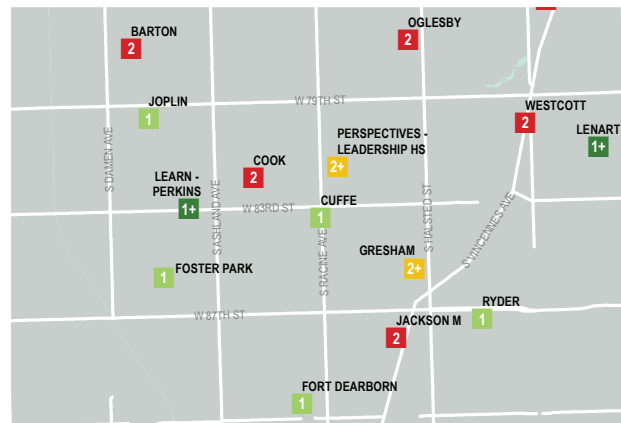 OGLESBY
2
BARTON
2
JOPLIN
1
W 79TH ST
WESTCOTT
2
LENART
1+
PERSPECTIVES -
LEADERSHIP HS
2+
COOK
2
LEARN -
PERKINS
1+
S DAMEN AVE
S ASHLAND AVE
W 83RD ST
CUFFE
1
S RACINE AVE
S HALSTED ST
S VINCENNES AVE
GRESHAM
2+
FOSTER PARK
1
W 87TH ST
RYDER
1
JACKSON M
2
FORT DEARBORN
1